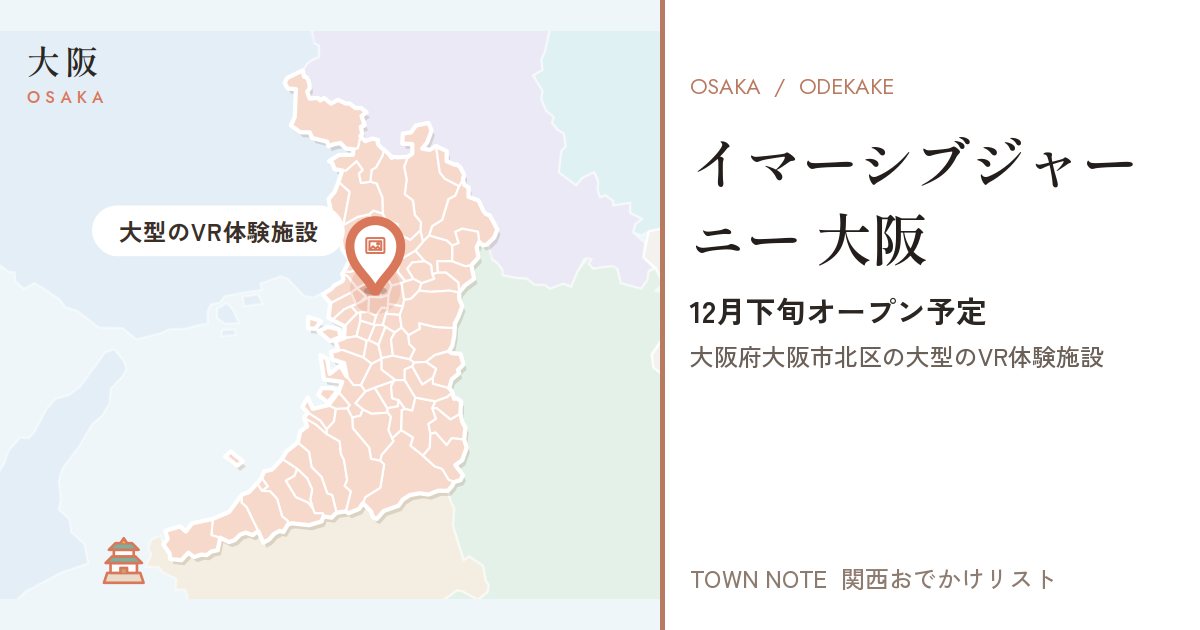 大阪
OSAKA
大型のVR体験施設
OSAKA / ODEKAKE
イマーシブジャー
ニー 大阪
12月下旬オープン予定
大阪府大阪市北区の大型のVR体験施設
TOWN NOTE 関西おでかけリスト